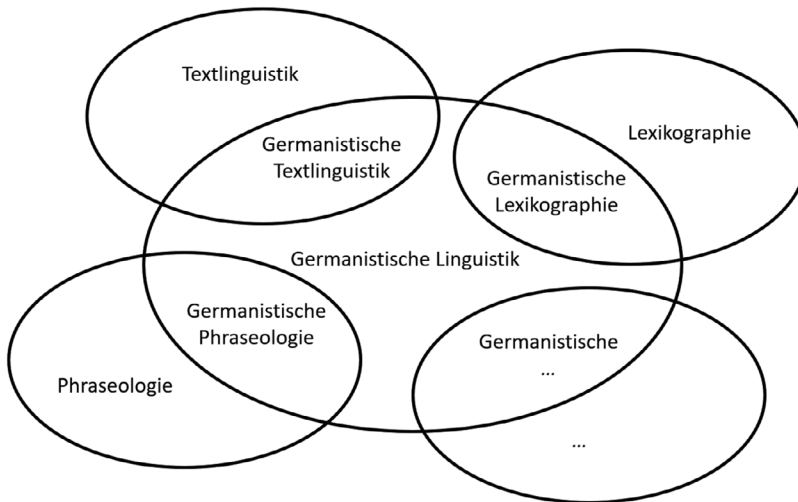 Textlinguistik
Germanistische
Textlinguistik
Lexikographie
Germanistische
Lexikographie
Germanistische Linguistik
Germanistische
Phraseologie
Phraseologie
Germanistische
...
...